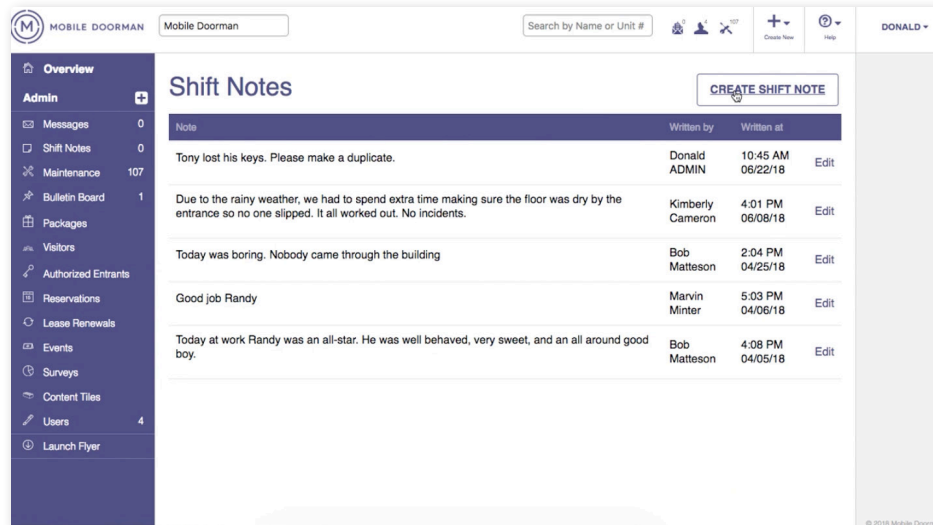 M MOBILE DOORMAN
Mobile Doorman
Search by Name or Unit #
0
4
107
Create New
Help
DONALD
Overview
Admin
Messages 0
Shift Notes 0
Maintenance 107
Bulletin Board 1
Packages
Visitors
Authorized Entrants
Reservations
Lease Renewals
Events
Surveys
Content Tiles
Users 4
Launch Flyer
Shift Notes
CREATE SHIFT NOTE
Note Written by Written at
Tony lost his keys. Please make a duplicate.
Donald
ADMIN
10:45 AM
06/22/18
Edit
Due to the rainy weather, we had to spend extra time making sure the floor was dry by the
entrance so no one slipped. It all worked out. No incidents.
Kimberly
Cameron
4:01 PM
06/08/18
Edit
Today was boring. Nobody came through the building
Bob
Matteson
2:04 PM
04/25/18
Edit
Good job Randy
Marvin
Minter
5:03 PM
04/06/18
Edit
Today at work Randy was an all-star. He was well behaved, very sweet, and an all around good
boy.
Bob
Matteson
4:08 PM
04/05/18
Edit
Mobile